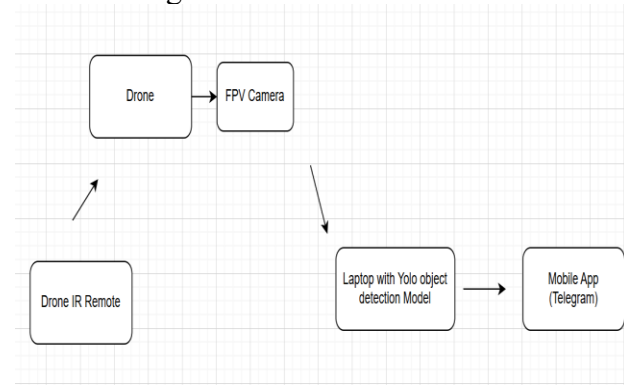 Drone
FPV Camera
Drone IR Remote
Laptop with Yolo object
detection Model
Mobile App
(Telegram)